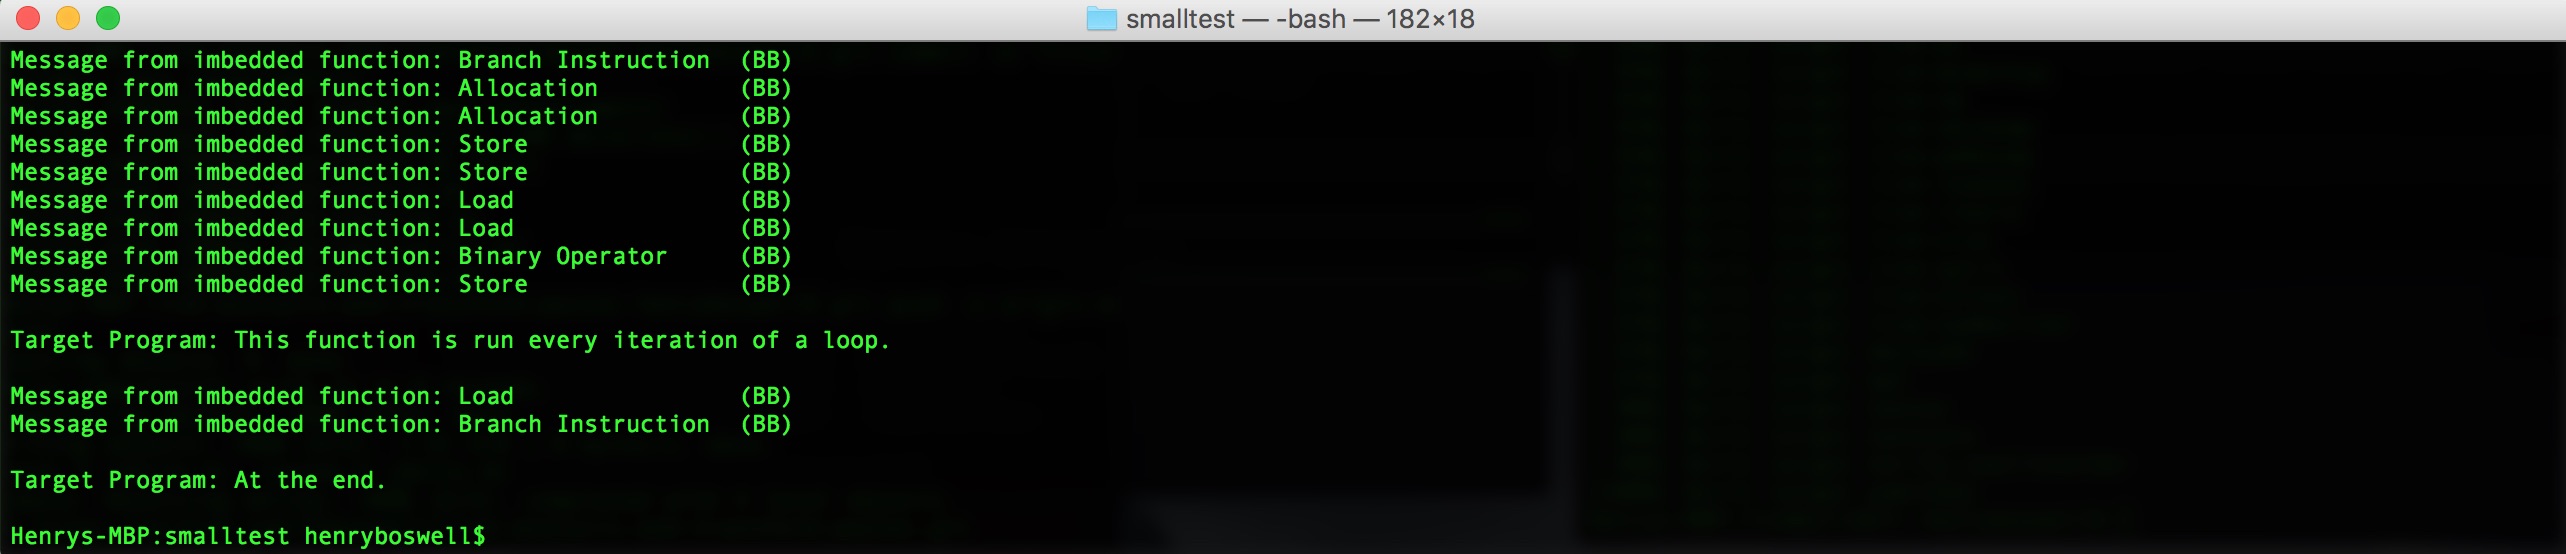 smalltest — -bash — 182×18
Message from imbedded function: Branch Instruction  (BB)
Message from imbedded function: Allocation          (BB)
Message from imbedded function: Allocation          (BB)
Message from imbedded function: Store               (BB)
Message from imbedded function: Store               (BB)
Message from imbedded function: Load                (BB)
Message from imbedded function: Load                (BB)
Message from imbedded function: Binary Operator     (BB)
Message from imbedded function: Store               (BB)
Target Program: This function is run every iteration of a loop.
Message from imbedded function: Load                (BB)
Message from imbedded function: Branch Instruction  (BB)
Target Program: At the end.
Henrys-MBP:smalltest henryboswell$